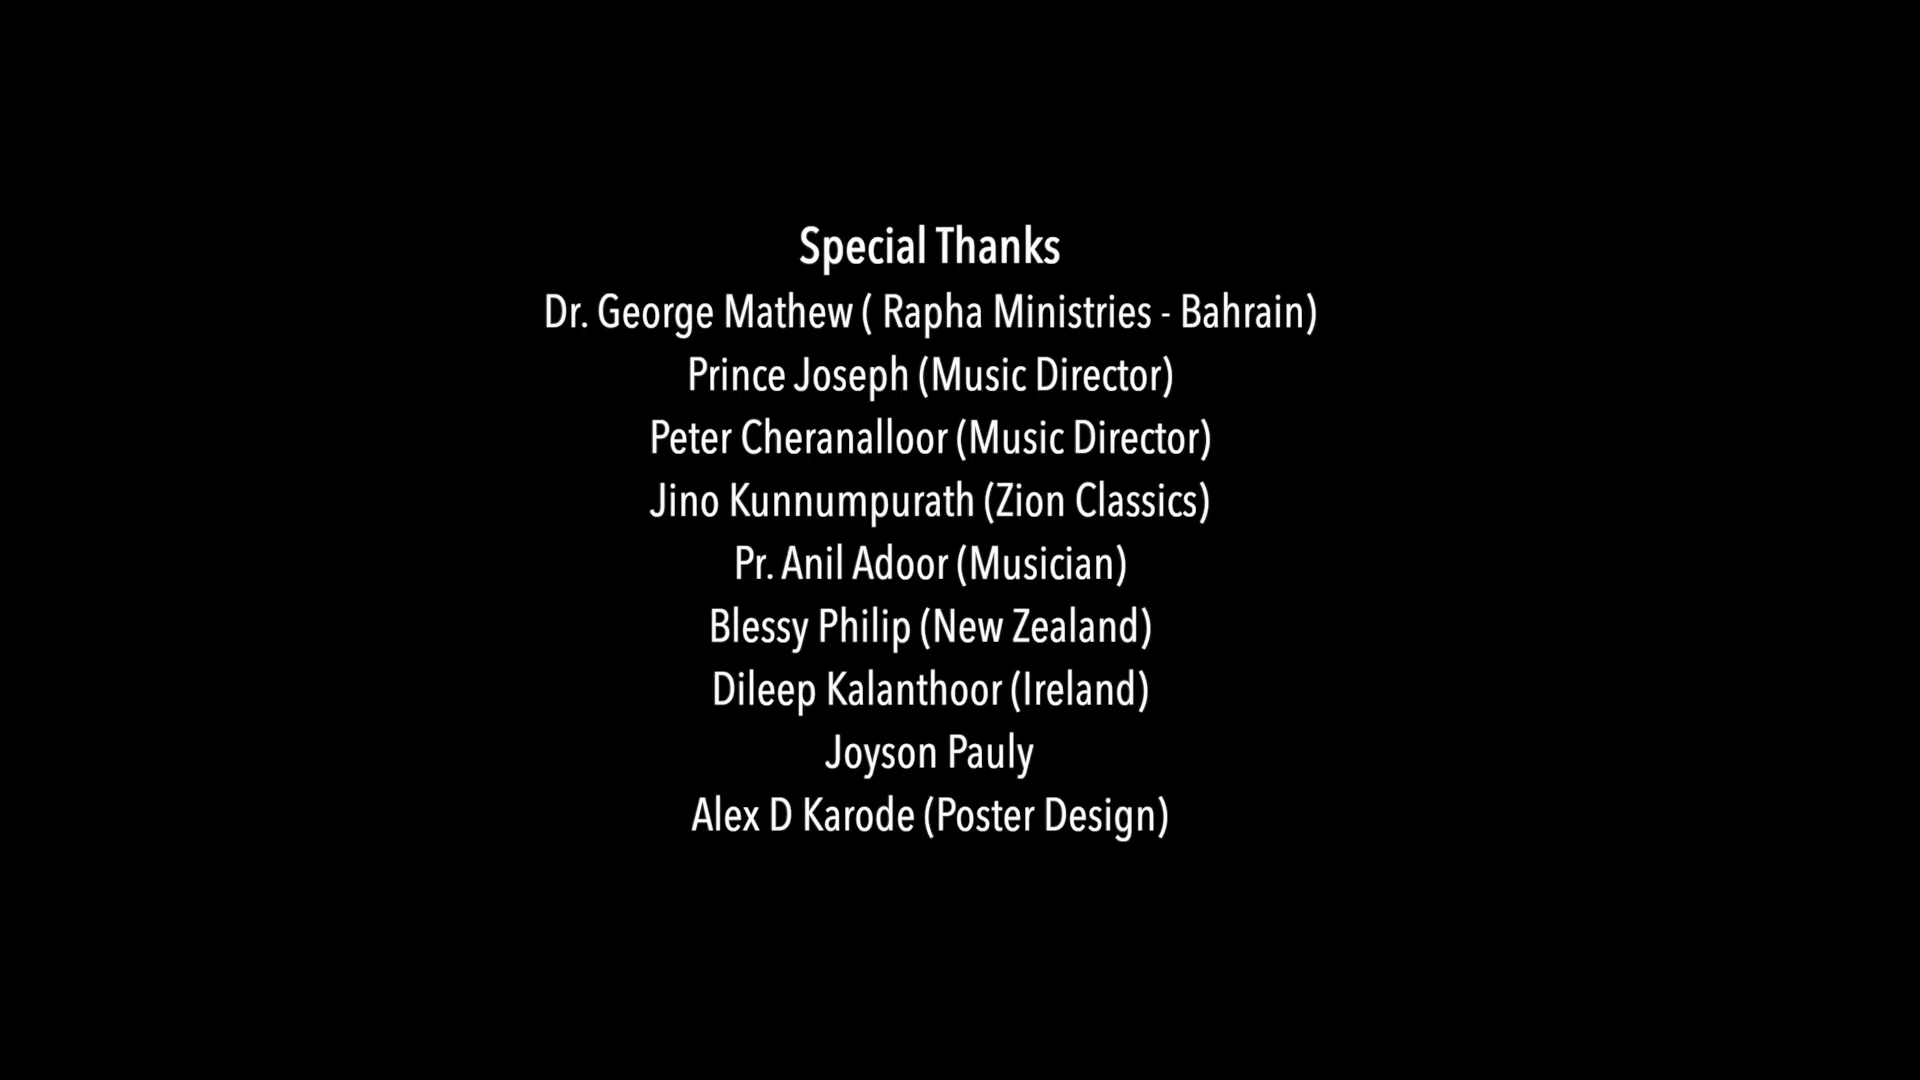 Special Thanks
Dr. George Mathew ( Rapha Ministries - Bahrain)
Prince Joseph (Music Director)
Peter Cheranalloor (Music Director)
Jino Kunnumpurath (Zion Classics)
Pr. Anil Adoor (Musician)
Blessy Philip (New Zealand)
Dileep Kalanthoor (Ireland)
Joyson Pauly
Alex D Karode (Poster Design)